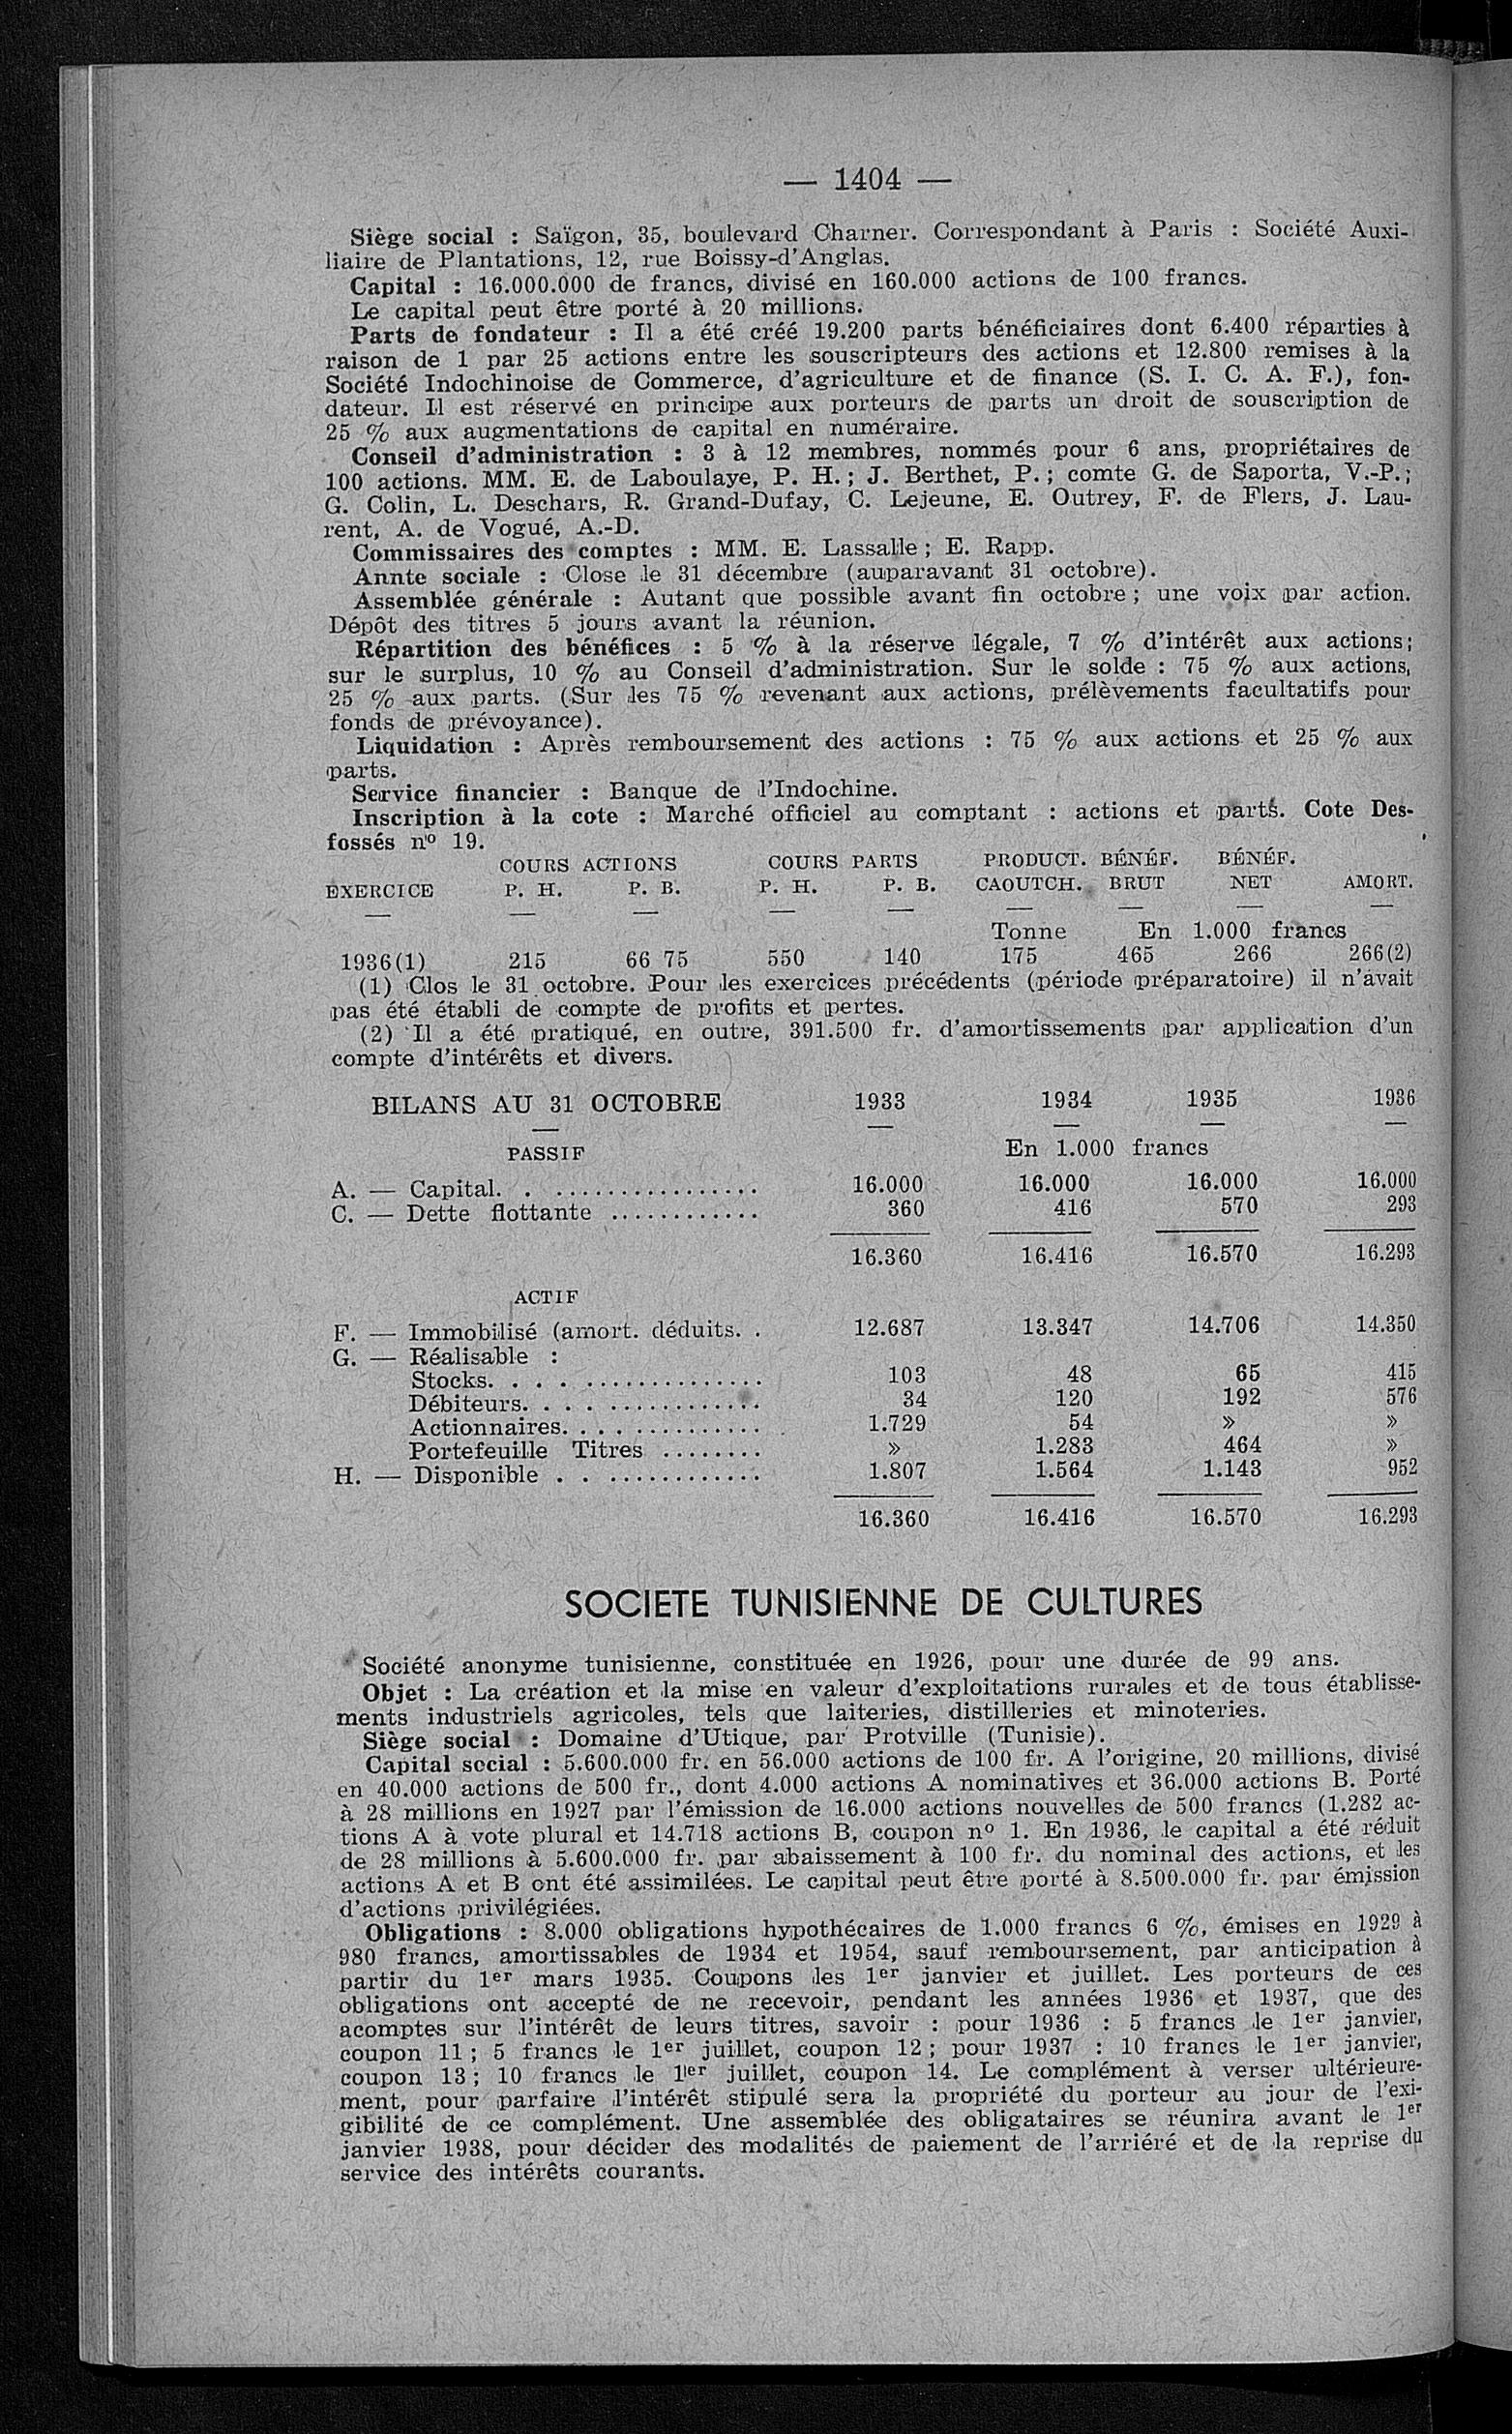 — 1404 —
Siège social : Saïgon, 35, boulevard Charner. Correspondant à Paris : Société Auxi-
liaire de Plantations, 12, rue Boissy-d'Anglas.
Capital : 16.000.000 de francs, divisé en 160.000 actions de 100 francs.
Le capital peut être porté à 20 millions.
Parts de fondateur : Il a été créé 19.200 parts bénéficiaires dont 6.400 réparties à
raison de 1 par 25 actions entre les souscripteurs des actions et 12.800 remises à la
Société Indochinoise de Commerce, d'agriculture et de finance (S. I. C. A. F.), fon-
dateur. Il est réservé en principe aux porteurs de parts un droit de souscription de
25 % aux augmentations de capital en numéraire.
Conseil d'administration : 3 à 12 membres, nommés pour 6 ans, propriétaires de
100 actions. MM. E. de Laboulaye, P. H. ; J. Berthet, P. ; comte G. de Saporta, V.-P. ;
G. Colin, L. Deschars, R. Grand-Dufay, C. Lejeune, E. Outrey, F. de Flers, J. Lau-
rent, A. de Vogué, A.-D.
Commissaires des comptes : MM. E. Lassalle ; E. Rapp.
Annte sociale : Close le 31 décembre (auparavant 31 octobre).
Assemblée générale : Autant que possible avant fin octobre ; une voix par action.
Dépôt des titres 5 jours avant la réunion.
Répartition des bénéfices : 5 % à la réserve légale, 7 % d'intérêt aux actions ;
sur le surplus, 10 % au Conseil d'administration. Sur le solde : 75 % aux actions,
25 % aux parts. (Sur les 75 % revenant aux actions, prélèvements facultatifs pour
fonds de prévoyance).
Liquidation : Après remboursement des actions : 75 % aux actions et 25 % aux
parts.
Service financier : Banque de l'Indochine.
Inscription à la cote : Marché officiel au comptant : actions et parts. Cote Des-
fossés nº 19.
COURS ACTIONS COURS PARTS PRODUCT. BÉNÉF. BÉNÉF.
EXERCICE P. H. P. B. P. H. P. B. CAOUTCH. BRUT NET AMORT.
— — — — — — — — —
Tonne En 1.000 francs
1936(1) 215 66 75 550 140 175 465 266 266(2)
(1) Clos le 31 octobre. Pour les exercices précédents (période préparatoire) il n'avait
pas été établi de compte de profits et pertes.
(2) Il a été pratiqué, en outre, 391.500 fr. d'amortissements par application d'un
compte d'intérêts et divers.
BILANS AU 31 OCTOBRE 1933 1934 1935 1936
— — — — —
PASSIF En 1.000 francs
A. — Capital. . ................ 16.000 16.000 16.000 16.000
C. — Dette flottante ............ 360 416 570 293
16.360 16.416 16.570 16.293
ACTIF
F. — Immobilisé (amort. déduits. . 12.687 13.347 14.706 14.350
G. — Réalisable :
Stocks. . . . .............. 103 48 65 415
Débiteurs. . . . ............ 34 120 192 576
Actionnaires. . . ............ 1.729 54 » »
Portefeuille Titres ........ » 1.283 464 »
H. — Disponible . . ............ 1.807 1.564 1.143 952
16.360 16.416 16.570 16.293
SOCIETE TUNISIENNE DE CULTURES
Société anonyme tunisienne, constituée en 1926, pour une durée de 99 ans.
Objet : La création et la mise en valeur d'exploitations rurales et de tous établisse-
ments industriels agricoles, tels que laiteries, distilleries et minoteries.
Siège social : Domaine d'Utique, par Protville (Tunisie).
Capital social : 5.600.000 fr. en 56.000 actions de 100 fr. A l'origine, 20 millions, divisé
en 40.000 actions de 500 fr., dont 4.000 actions A nominatives et 36.000 actions B. Porté
à 28 millions en 1927 par l'émission de 16.000 actions nouvelles de 500 francs (1.282 ac-
tions A à vote plural et 14.718 actions B, coupon nº 1. En 1936, le capital a été réduit
de 28 millions à 5.600.000 fr. par abaissement à 100 fr. du nominal des actions, et les
actions A et B ont été assimilées. Le capital peut être porté à 8.500.000 fr. par émission
d'actions privilégiées.
Obligations : 8.000 obligations hypothécaires de 1.000 francs 6 %, émises en 1929 à
980 francs, amortissables de 1934 et 1954, sauf remboursement, par anticipation à
partir du 1er mars 1935. Coupons les 1er janvier et juillet. Les porteurs de ces
obligations ont accepté de ne recevoir, pendant les années 1936 et 1937, que des
acomptes sur l'intérêt de leurs titres, savoir : pour 1936 : 5 francs le 1er janvier,
coupon 11 ; 5 francs le 1er juillet, coupon 12 ; pour 1937 : 10 francs le 1er janvier,
coupon 13 ; 10 francs le 1er juillet, coupon 14. Le complément à verser ultérieure-
ment, pour parfaire l'intérêt stipulé sera la propriété du porteur au jour de l'exi-
gibilité de ce complément. Une assemblée des obligataires se réunira avant le 1er
janvier 1938, pour décider des modalités de paiement de l'arriéré et de la reprise du
service des intérêts courants.